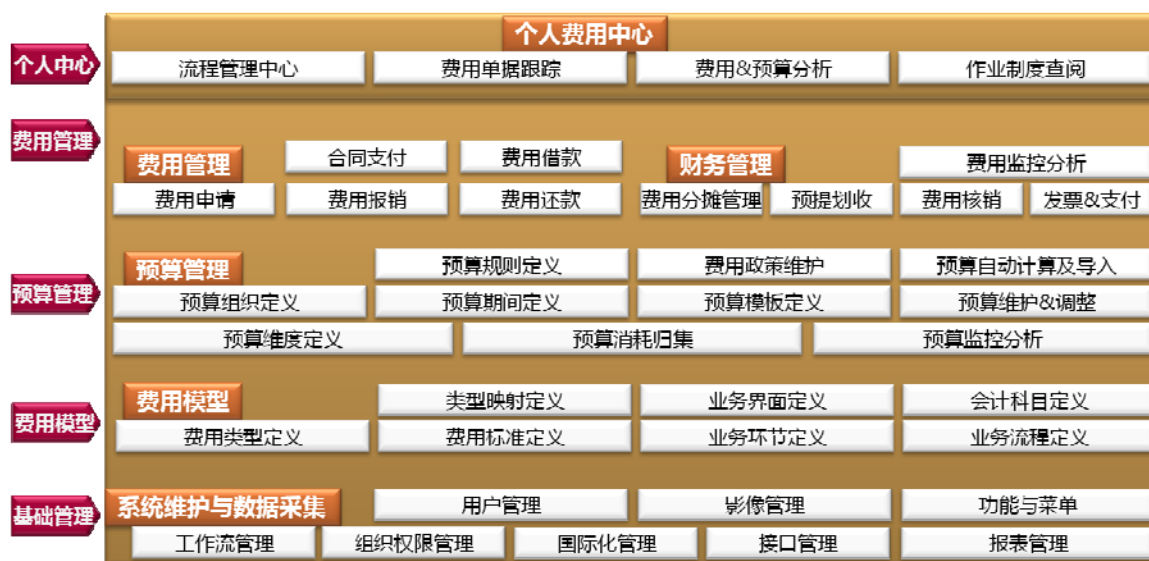 个人费用中心
个人中心
流程管理中心 费用单据跟踪 费用&预算分析 作业制度查阅
费用管理
费用管理 合同支付 费用借款 财务管理 费用监控分析
费用申请 费用报销 费用还款 费用分摊管理 预提划收 费用核销 发票&支付
预算管理 预算规则定义 费用政策维护 预算自动计算及导入
预算管理
预算组织定义 预算期间定义 预算模板定义 预算维护&调整
预算维度定义 预算消耗归集 预算监控分析
费用模型 类型映射定义 业务界面定义 会计科目定义
费用模型
费用类型定义 费用标准定义 业务环节定义 业务流程定义
系统维护与数据采集 用户管理 影像管理 功能与菜单
基础管理
工作流管理 组织权限管理 国际化管理 接口管理 报表管理